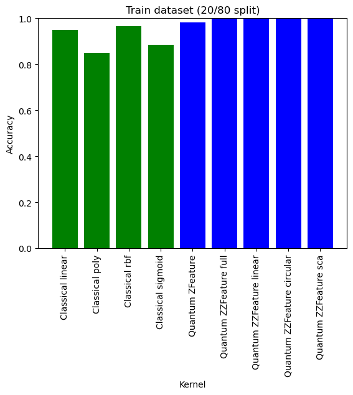 Train dataset (20/80 split)
1.0
0.8
0.6
0.4
0.2
0.0
Accuracy
Classical linear
Classical poly
Classical rbf
Classical sigmoid
Quantum ZFeature
Quantum ZZFeature full
Quantum ZZFeature linear
Quantum ZZFeature circular
Quantum ZZFeature sca
Kernel